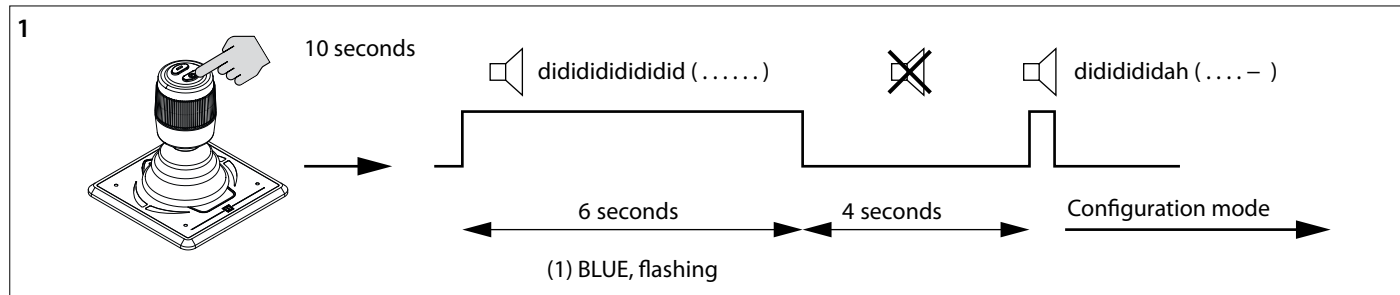 1
10 seconds
didididididid ( . . . . . . )
dididididah ( . . . . – )
6 seconds
4 seconds
Configuration mode
(1) BLUE, flashing